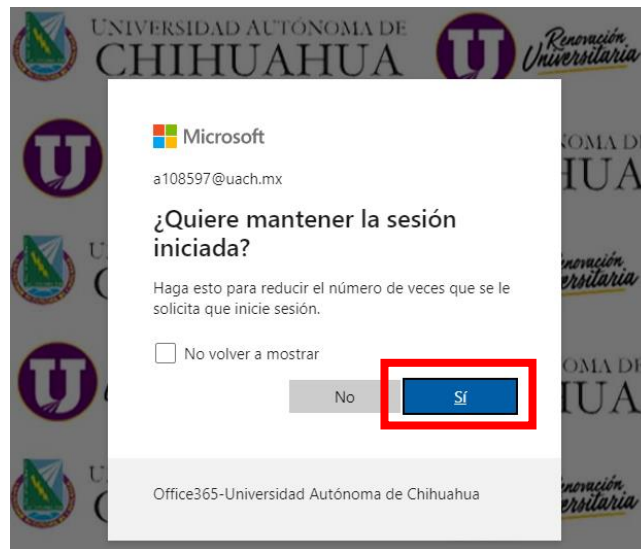 UNIVERSIDAD AUTÓNOMA DE
CHIHUAHUA
Renovación
Universitaria
Microsoft
a108597@uach.mx
¿Quiere mantener la sesión
iniciada?
Haga esto para reducir el número de veces que se le
solicita que inicie sesión.
No volver a mostrar
No
Sí
Office365-Universidad Autónoma de Chihuahua